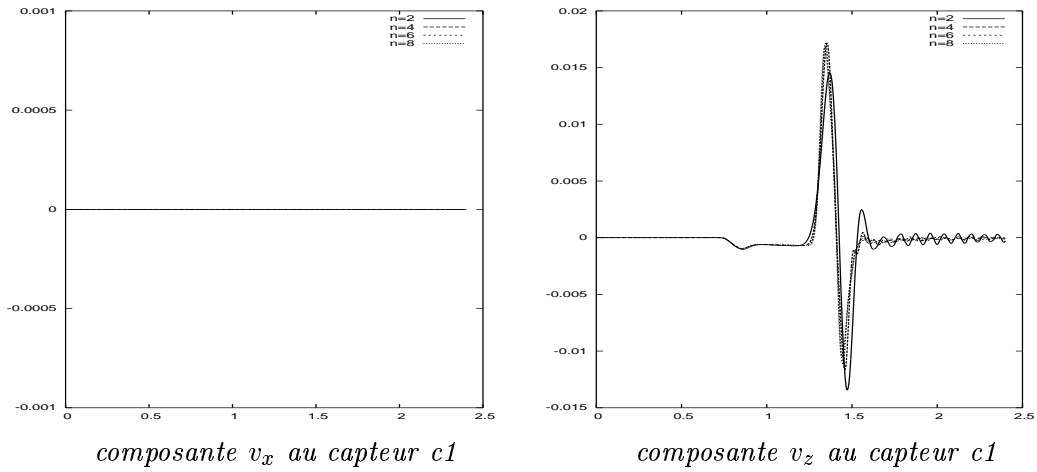 0.001
n=2
n=4
n=6
n=8
0.0005
0
-0.0005
-0.001
0
0.5
1
1.5
2
2.5
composante v_x au capteur c1
0.02
n=2
n=4
n=6
n=8
0.015
0.01
0.005
0
-0.005
-0.01
-0.015
0
0.5
1
1.5
2
2.5
composante v_z au capteur c1